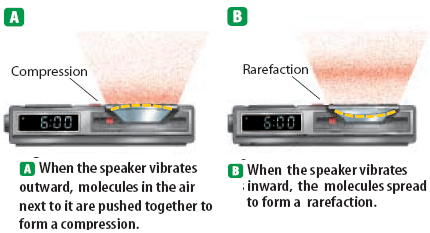 A
B
Compression
Rarefaction
6:00
6:00
A When the speaker vibrates
outward, molecules in the air
next to it are pushed together to
form a compression.
B When the speaker vibrates
inward, the molecules spread
to form a rarefaction.